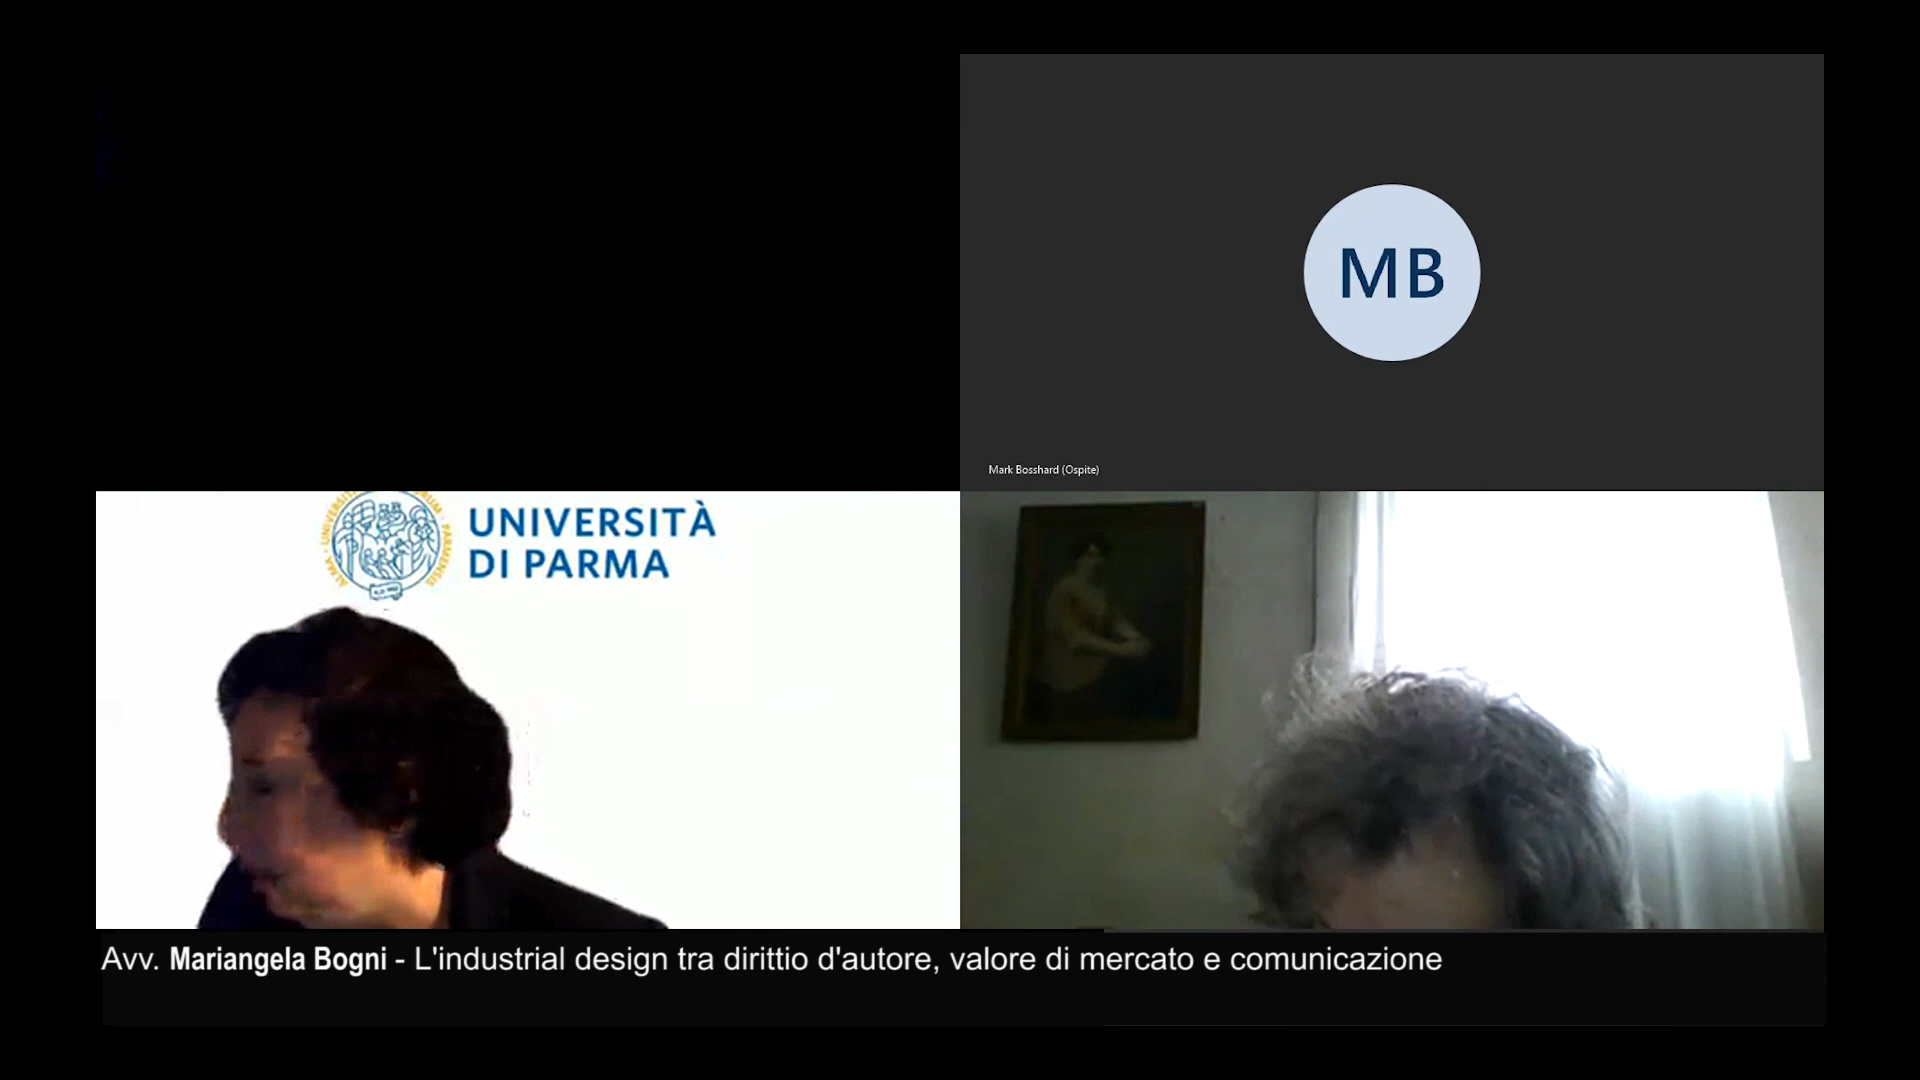 MB
Mark Bosshard (Ospite)
UNIVERSITÀ
DI PARMA
Avv. Mariangela Bogni - L'industrial design tra dirittio d'autore, valore di mercato e comunicazione